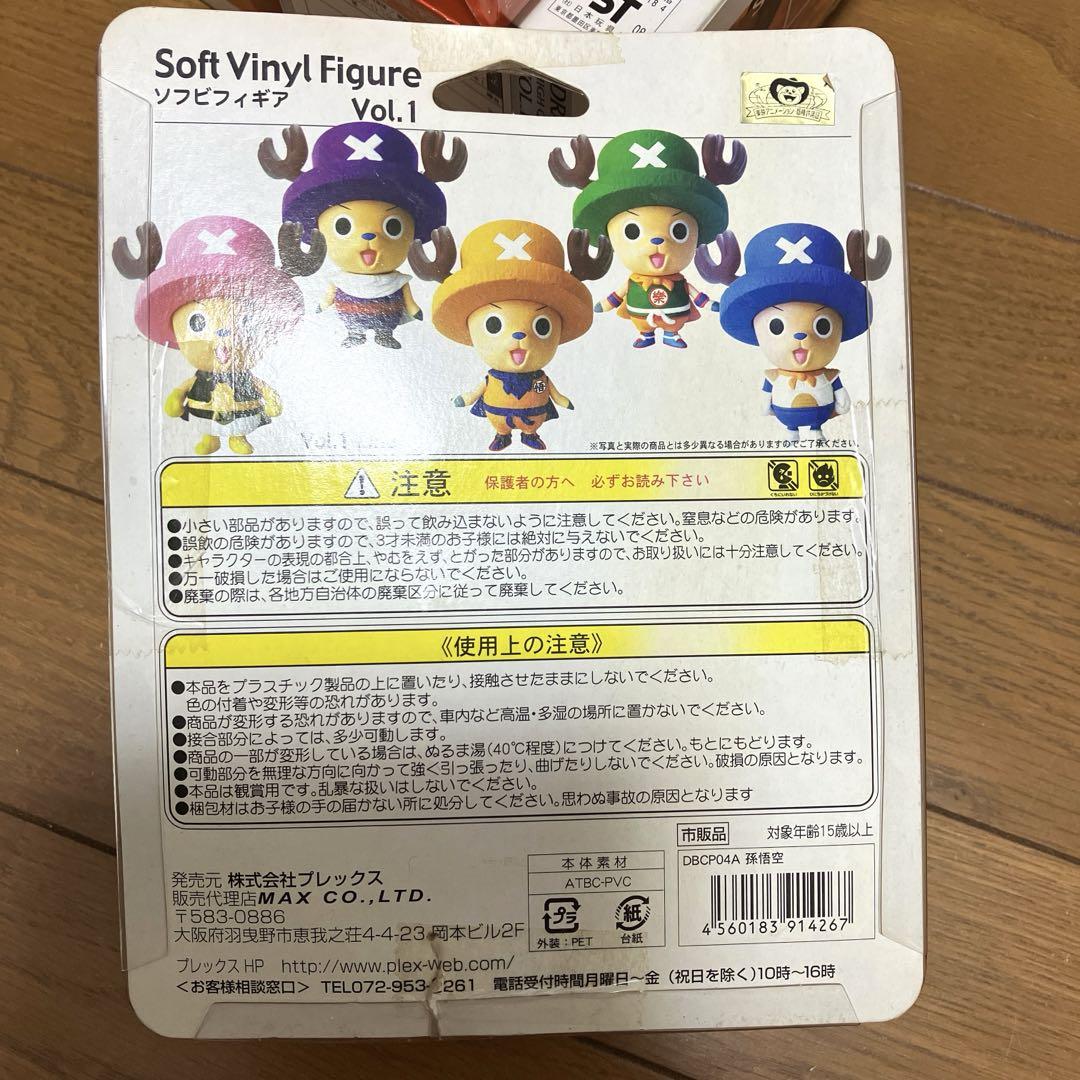 ST
(社)日本玩具
Soft Vinyl Figure
ソフビフィギア
Vol.1
※写真と実際の商品とは多少異なる場合がありますのでご了承ください。
注意 保護者の方へ 必ずお読み下さい
●小さい部品がありますので、誤って飲み込まないように注意してください。窒息などの危険があります。
●誤飲の危険がありますので、3才未満のお子様には絶対に与えないでください。
●キャラクターの表現の都合上、やむをえず、とがった部分がありますので、お取り扱いには十分注意してください。
●万一破損した場合はご使用にならないでください。
●廃棄の際は、各地方自治体の廃棄区分に従って廃棄してください。
《使用上の注意》
●本品をプラスチック製品の上に置いたり、接触させたままにしないでください。
色の付着や変形等の恐れがあります。
●商品が変形する恐れがありますので、車内など高温・多湿の場所に置かないでください。
●接合部分によっては、多少可動します。
●商品の一部が変形している場合は、ぬるま湯(40℃程度)につけてください。もとにもどります。
●可動部分を無理な方向に向かって強く引っ張ったり、曲げたりしないでください。破損の原因となります。
●本品は観賞用です。乱暴な扱いはしないでください。
●梱包材はお子様の手の届かない所に処分してください。思わぬ事故の原因となります
市販品 対象年齢15歳以上
発売元 株式会社プレックス
販売代理店MAX CO.,LTD.
〒583-0886
大阪府羽曳野市恵我之荘4-4-23 岡本ビル2F
本体素材
ATBC-PVC
プラ
外装:PET
紙
台紙
DBCP04A 孫悟空
4 560183 914267
プレックスHP http://www.plex-web.com/
<お客様相談窓口> TEL072-953- 261 電話受付時間月曜日〜金(祝日を除く)10時〜16時